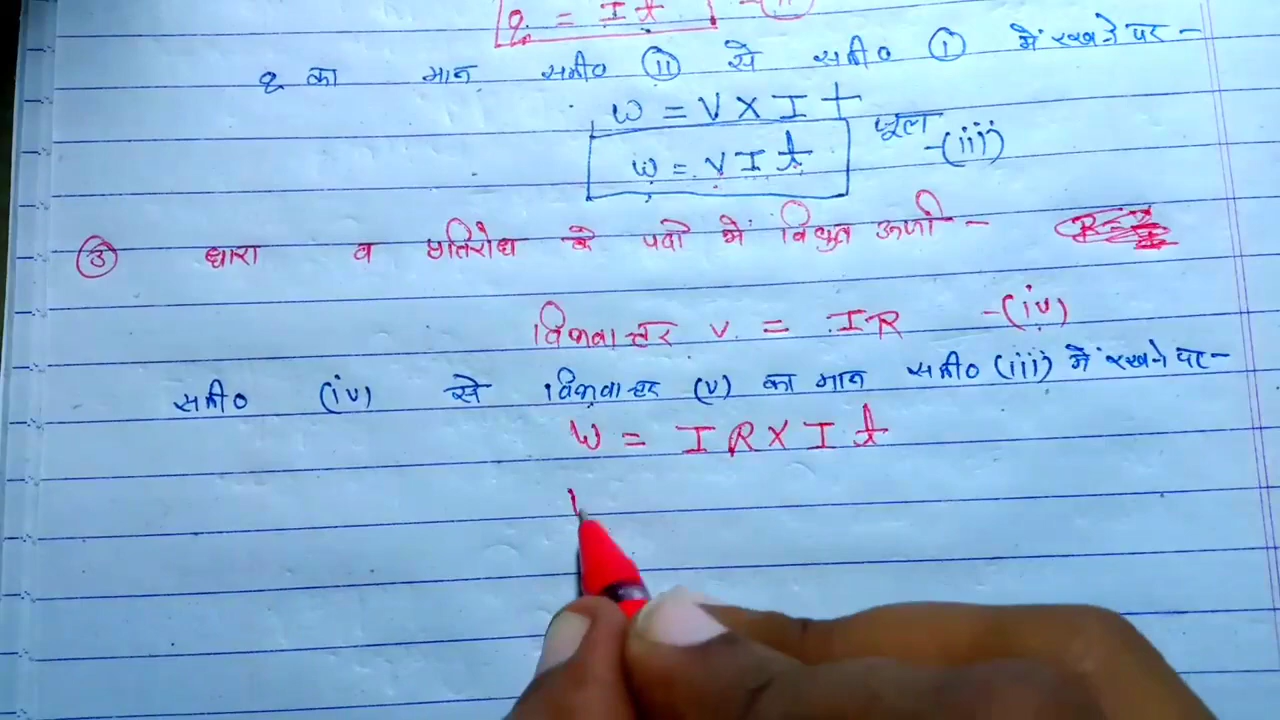 q = It -(ii)
q का मान समी० (ii) से समी० (i) में रखने पर -
W = V X I t
W = V I t जूल -(iii)
(3) धारा व प्रतिरोध के पदों में विद्युत ऊर्जा -
विभवान्तर V = IR -(iv)
समी० (iv) से विभवान्तर (V) का मान समी० (iii) में रखने पर -
W = I R X I t